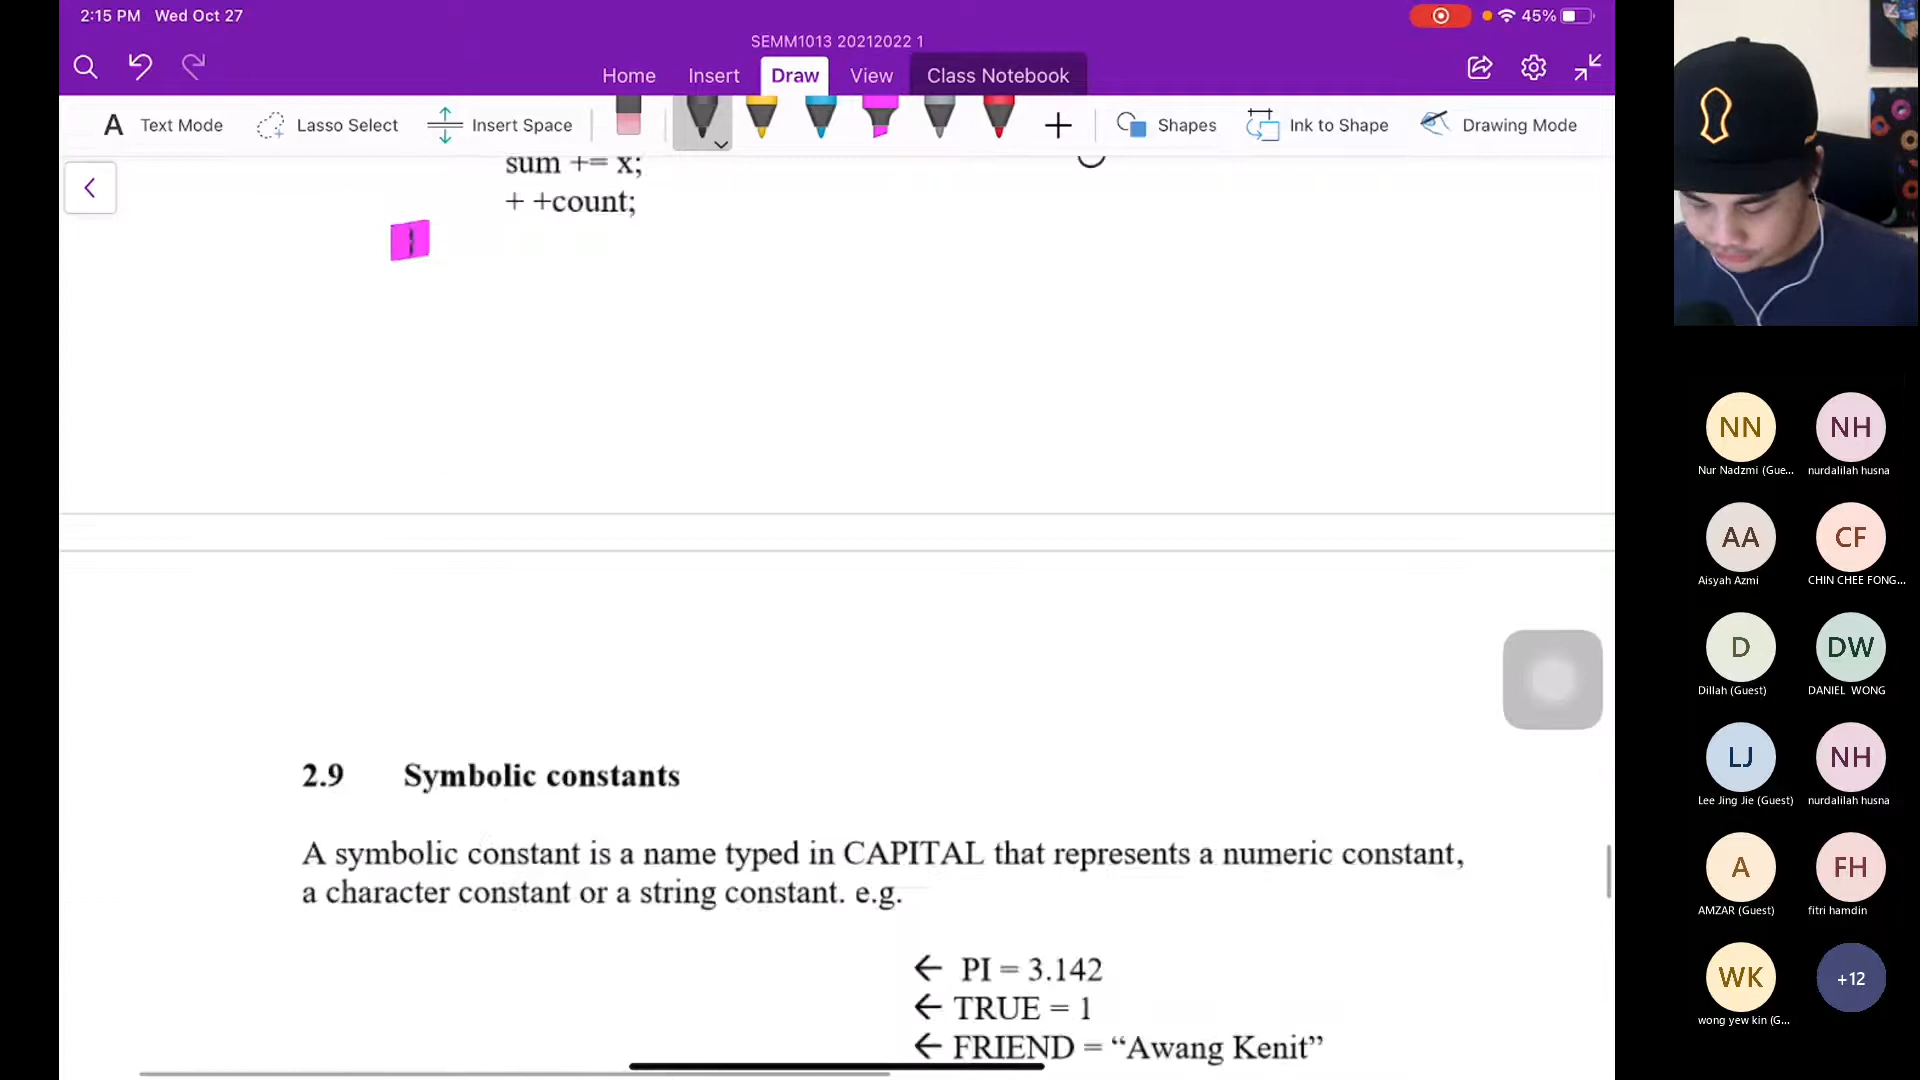 2:15 PM Wed Oct 27
45%
SEMM1013 20212022 1
Home Insert Draw View Class Notebook
A Text Mode Lasso Select Insert Space Shapes Ink to Shape Drawing Mode
sum += x;
+ +count;
}
2.9 Symbolic constants
A symbolic constant is a name typed in CAPITAL that represents a numeric constant,
a character constant or a string constant. e.g.
← PI = 3.142
← TRUE = 1
← FRIEND = “Awang Kenit”
NN NH
Nur Nadzmi (Gue... nurdalilah husna
AA CF
Aisyah Azmi CHIN CHEE FONG...
D DW
Dillah (Guest) DANIEL WONG
LJ NH
Lee Jing Jie (Guest) nurdalilah husna
A FH
AMZAR (Guest) fitri hamdin
WK +12
wong yew kin (G...